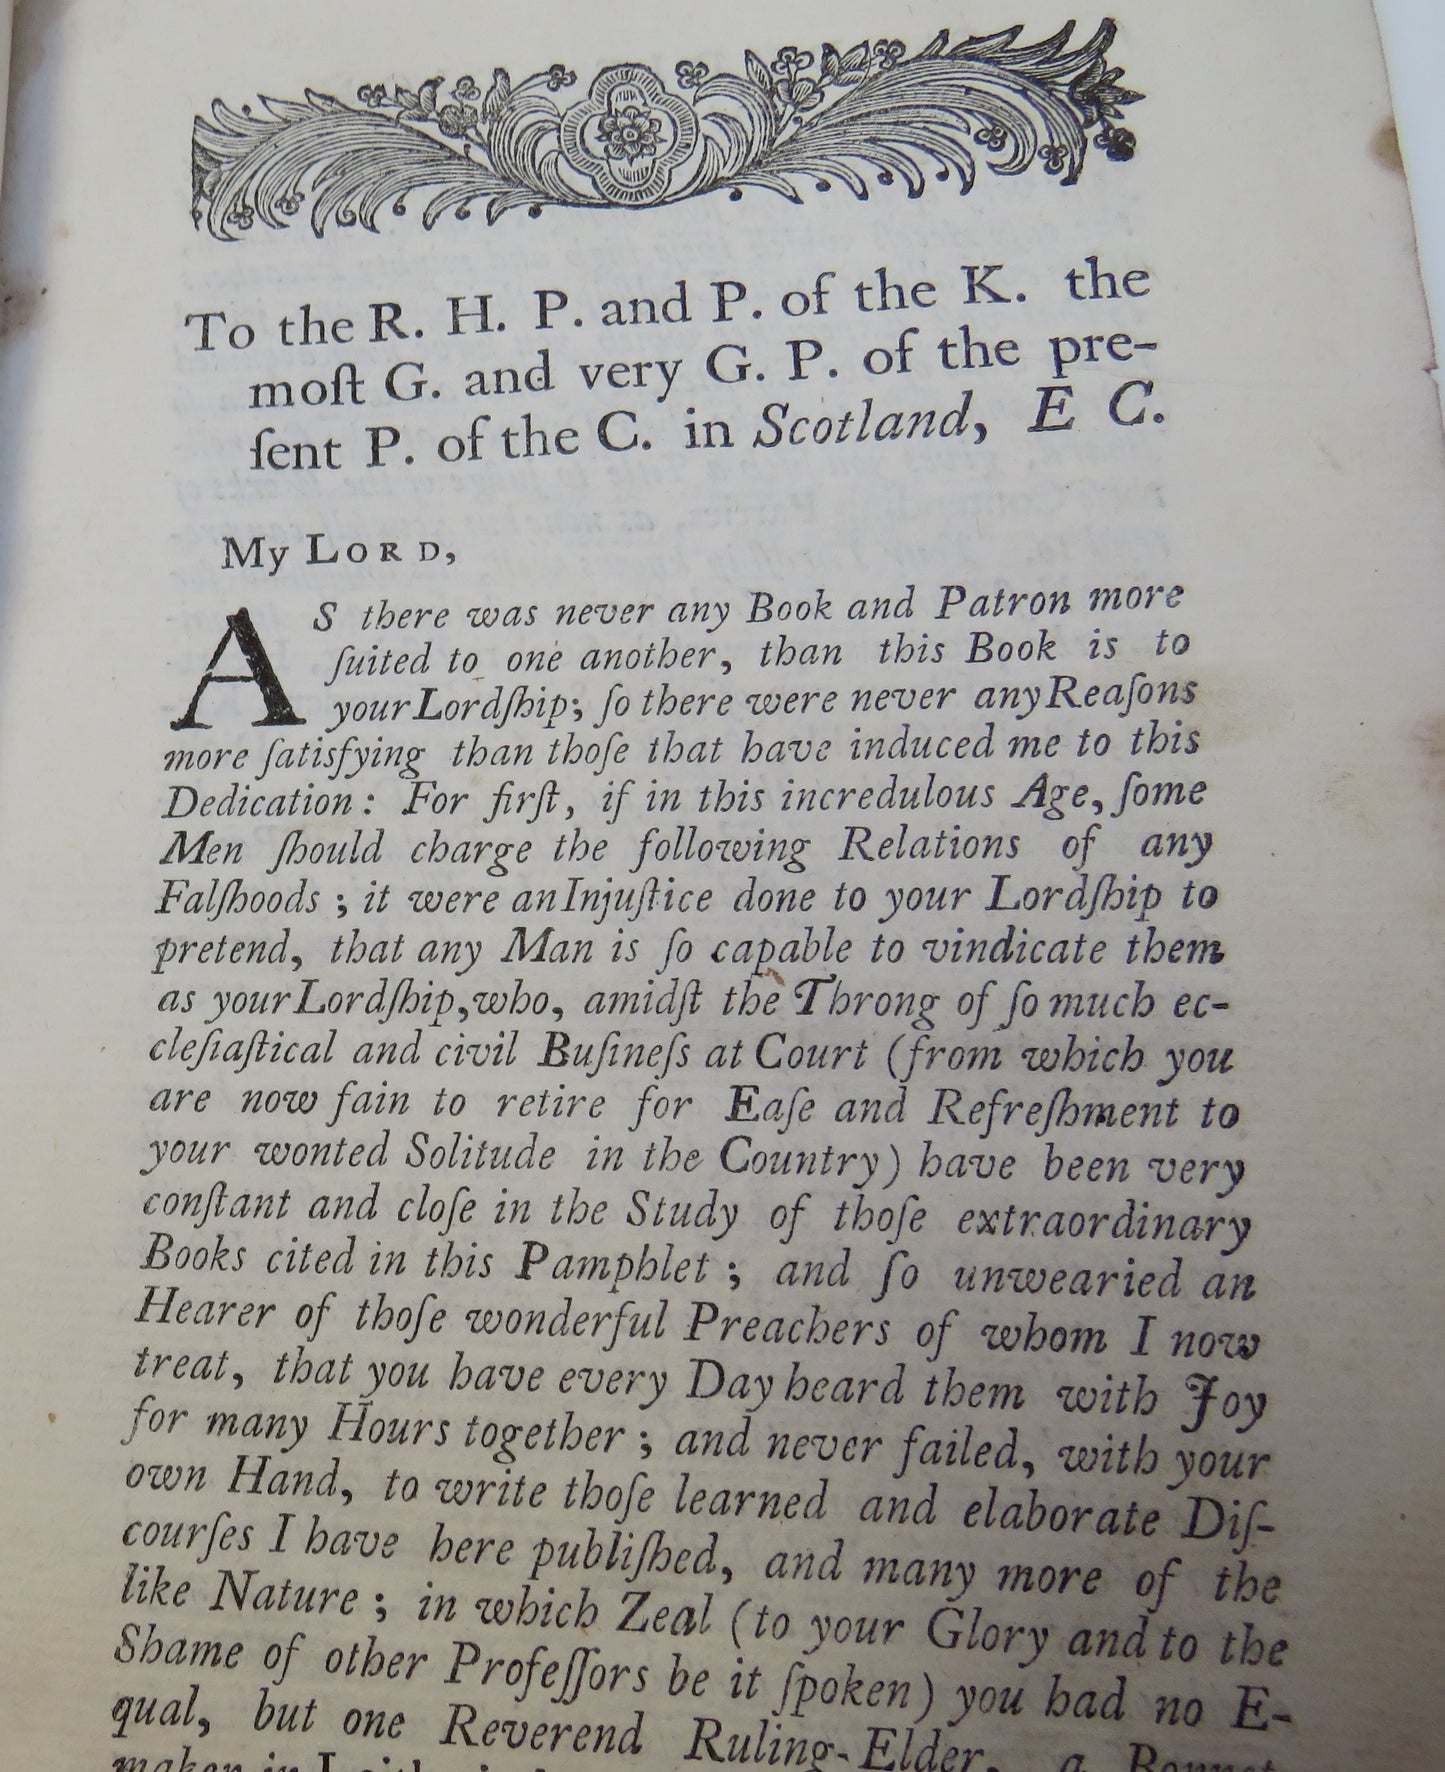 To the R. H. P. and P. of the K. the
moſt G. and very G. P. of the pre-
ſent P. of the C. in Scotland, E C.
My LORD,
AS there was never any Book and Patron more
ſuited to one another, than this Book is to
your Lordſhip; ſo there were never any Reaſons
more ſatisfying than thoſe that have induced me to this
Dedication: For firſt, if in this incredulous Age, ſome
Men ſhould charge the following Relations of any
Falſhoods; it were an Injuſtice done to your Lordſhip to
pretend, that any Man is ſo capable to vindicate them
as your Lordſhip, who, amidſt the Throng of ſo much ec-
cleſiaſtical and civil Buſineſs at Court (from which you
are now fain to retire for Eaſe and Refreſhment to
your wonted Solitude in the Country) have been very
conſtant and cloſe in the Study of thoſe extraordinary
Books cited in this Pamphlet; and ſo unwearied an
Hearer of thoſe wonderful Preachers of whom I now
treat, that you have every Day heard them with Joy
for many Hours together; and never failed, with your
own Hand, to write thoſe learned and elaborate Diſ-
courſes I have here publiſhed, and many more of the
like Nature; in which Zeal (to your Glory and to the
Shame of other Profeſſors be it ſpoken) you had no E-
qual, but one Reverend Ruling-Elder, a Bonnet-
maker in Leith